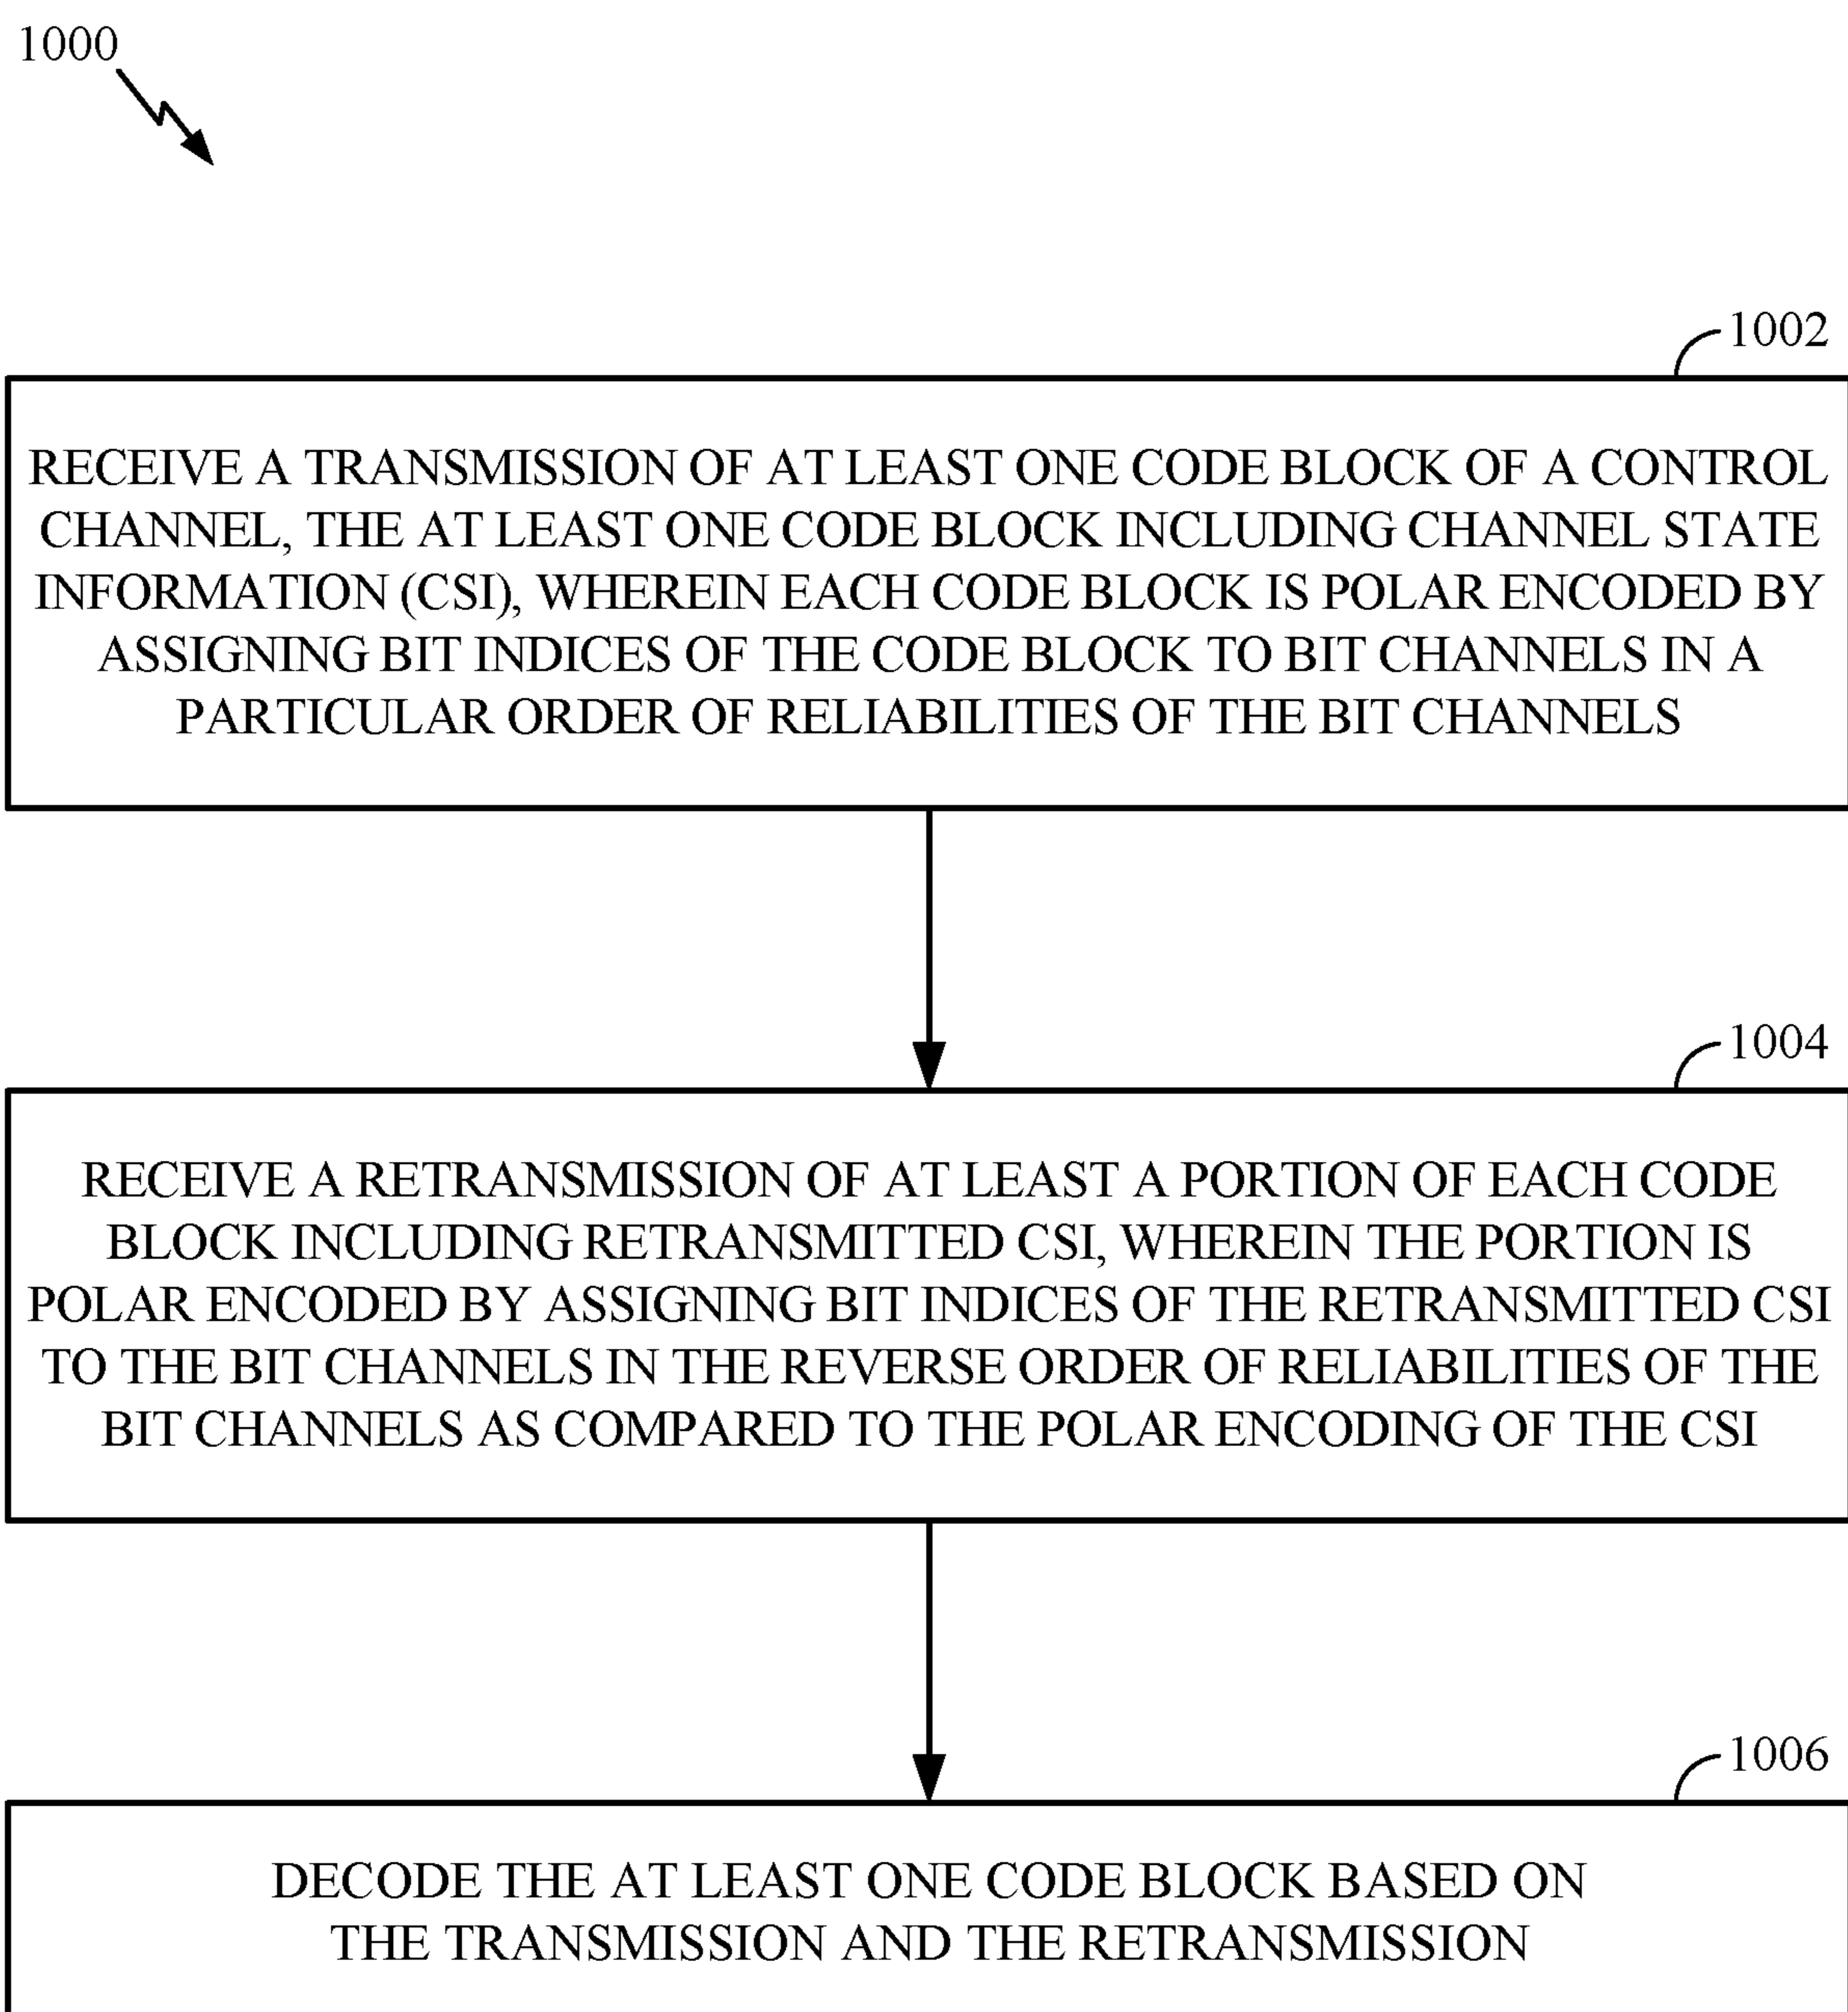 1000
1002
RECEIVE A TRANSMISSION OF AT LEAST ONE CODE BLOCK OF A CONTROL
CHANNEL, THE AT LEAST ONE CODE BLOCK INCLUDING CHANNEL STATE
INFORMATION (CSI), WHEREIN EACH CODE BLOCK IS POLAR ENCODED BY
ASSIGNING BIT INDICES OF THE CODE BLOCK TO BIT CHANNELS IN A
PARTICULAR ORDER OF RELIABILITIES OF THE BIT CHANNELS
1004
RECEIVE A RETRANSMISSION OF AT LEAST A PORTION OF EACH CODE
BLOCK INCLUDING RETRANSMITTED CSI, WHEREIN THE PORTION IS
POLAR ENCODED BY ASSIGNING BIT INDICES OF THE RETRANSMITTED CSI
TO THE BIT CHANNELS IN THE REVERSE ORDER OF RELIABILITIES OF THE
BIT CHANNELS AS COMPARED TO THE POLAR ENCODING OF THE CSI
1006
DECODE THE AT LEAST ONE CODE BLOCK BASED ON
THE TRANSMISSION AND THE RETRANSMISSION